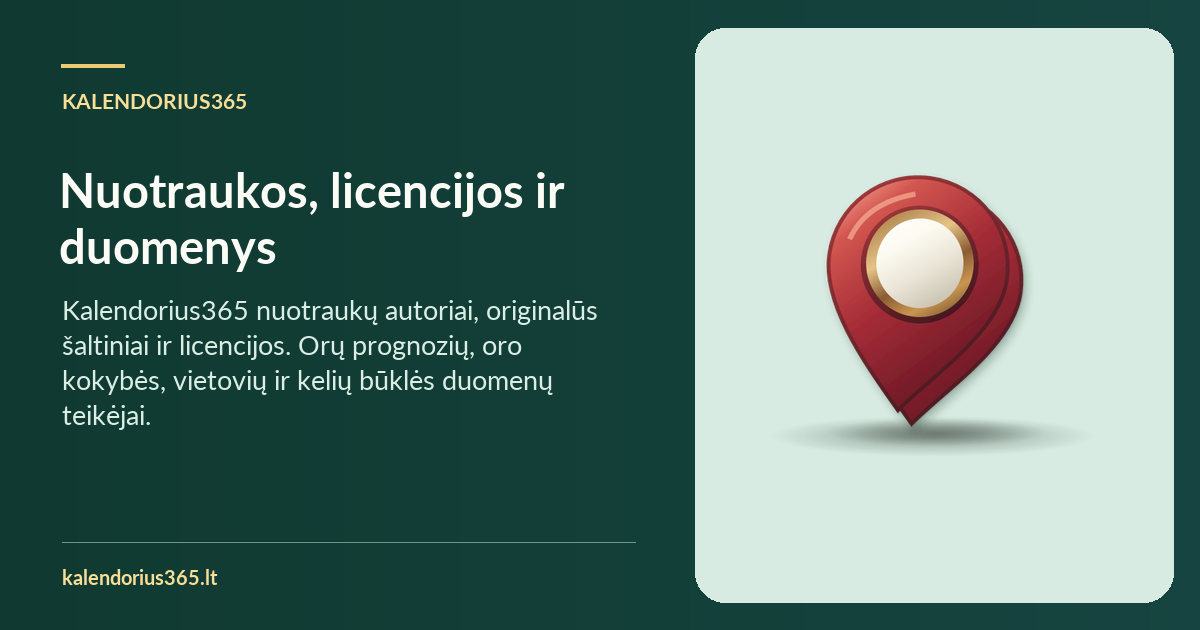 KALENDORIUS365
Nuotraukos, licencijos ir
duomenys
Kalendorius365 nuotraukų autoriai, originalūs
šaltiniai ir licencijos. Orų prognozių, oro
kokybės, vietovių ir kelių būklės duomenų
teikėjai.
kalendorius365.lt